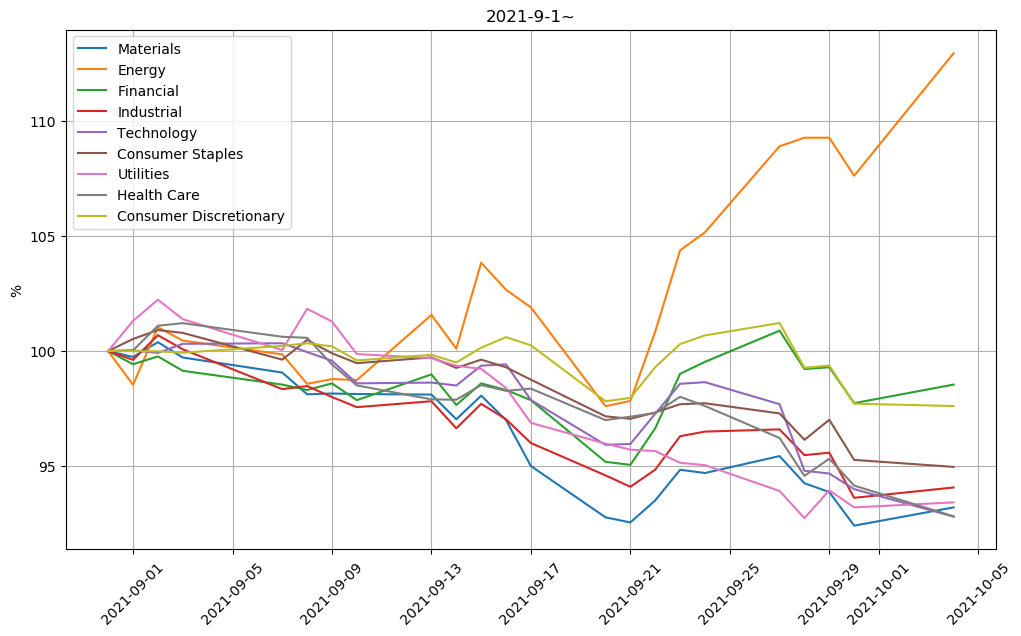 2021-9-1~
Materials
Energy
Financial
Industrial
Technology
Consumer Staples
Utilities
Health Care
Consumer Discretionary
%
110
105
100
95
2021-09-01
2021-09-05
2021-09-09
2021-09-13
2021-09-17
2021-09-21
2021-09-25
2021-09-29
2021-10-01
2021-10-05